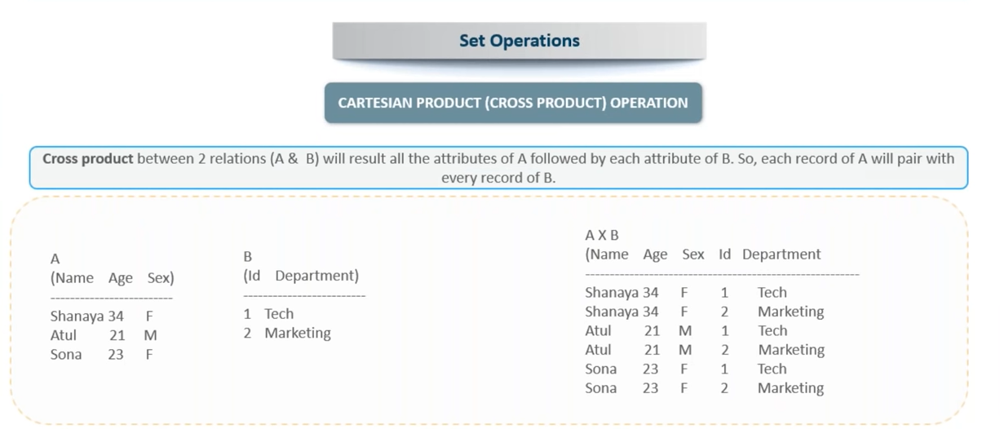 Set Operations
CARTESIAN PRODUCT (CROSS PRODUCT) OPERATION
Cross product between 2 relations (A & B) will result all the attributes of A followed by each attribute of B. So, each record of A will pair with
every record of B.
A
(Name Age Sex)
-------------------------
Shanaya 34 F
Atul 21 M
Sona 23 F
B
(Id Department)
-------------------------
1 Tech
2 Marketing
A X B
(Name Age Sex Id Department
--------------------------------------------------------
Shanaya 34 F 1 Tech
Shanaya 34 F 2 Marketing
Atul 21 M 1 Tech
Atul 21 M 2 Marketing
Sona 23 F 1 Tech
Sona 23 F 2 Marketing